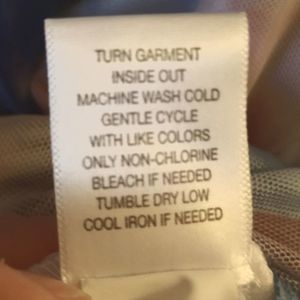 TURN GARMENT
INSIDE OUT
MACHINE WASH COLD
GENTLE CYCLE
WITH LIKE COLORS
ONLY NON-CHLORINE
BLEACH IF NEEDED
TUMBLE DRY LOW
COOL IRON IF NEEDED